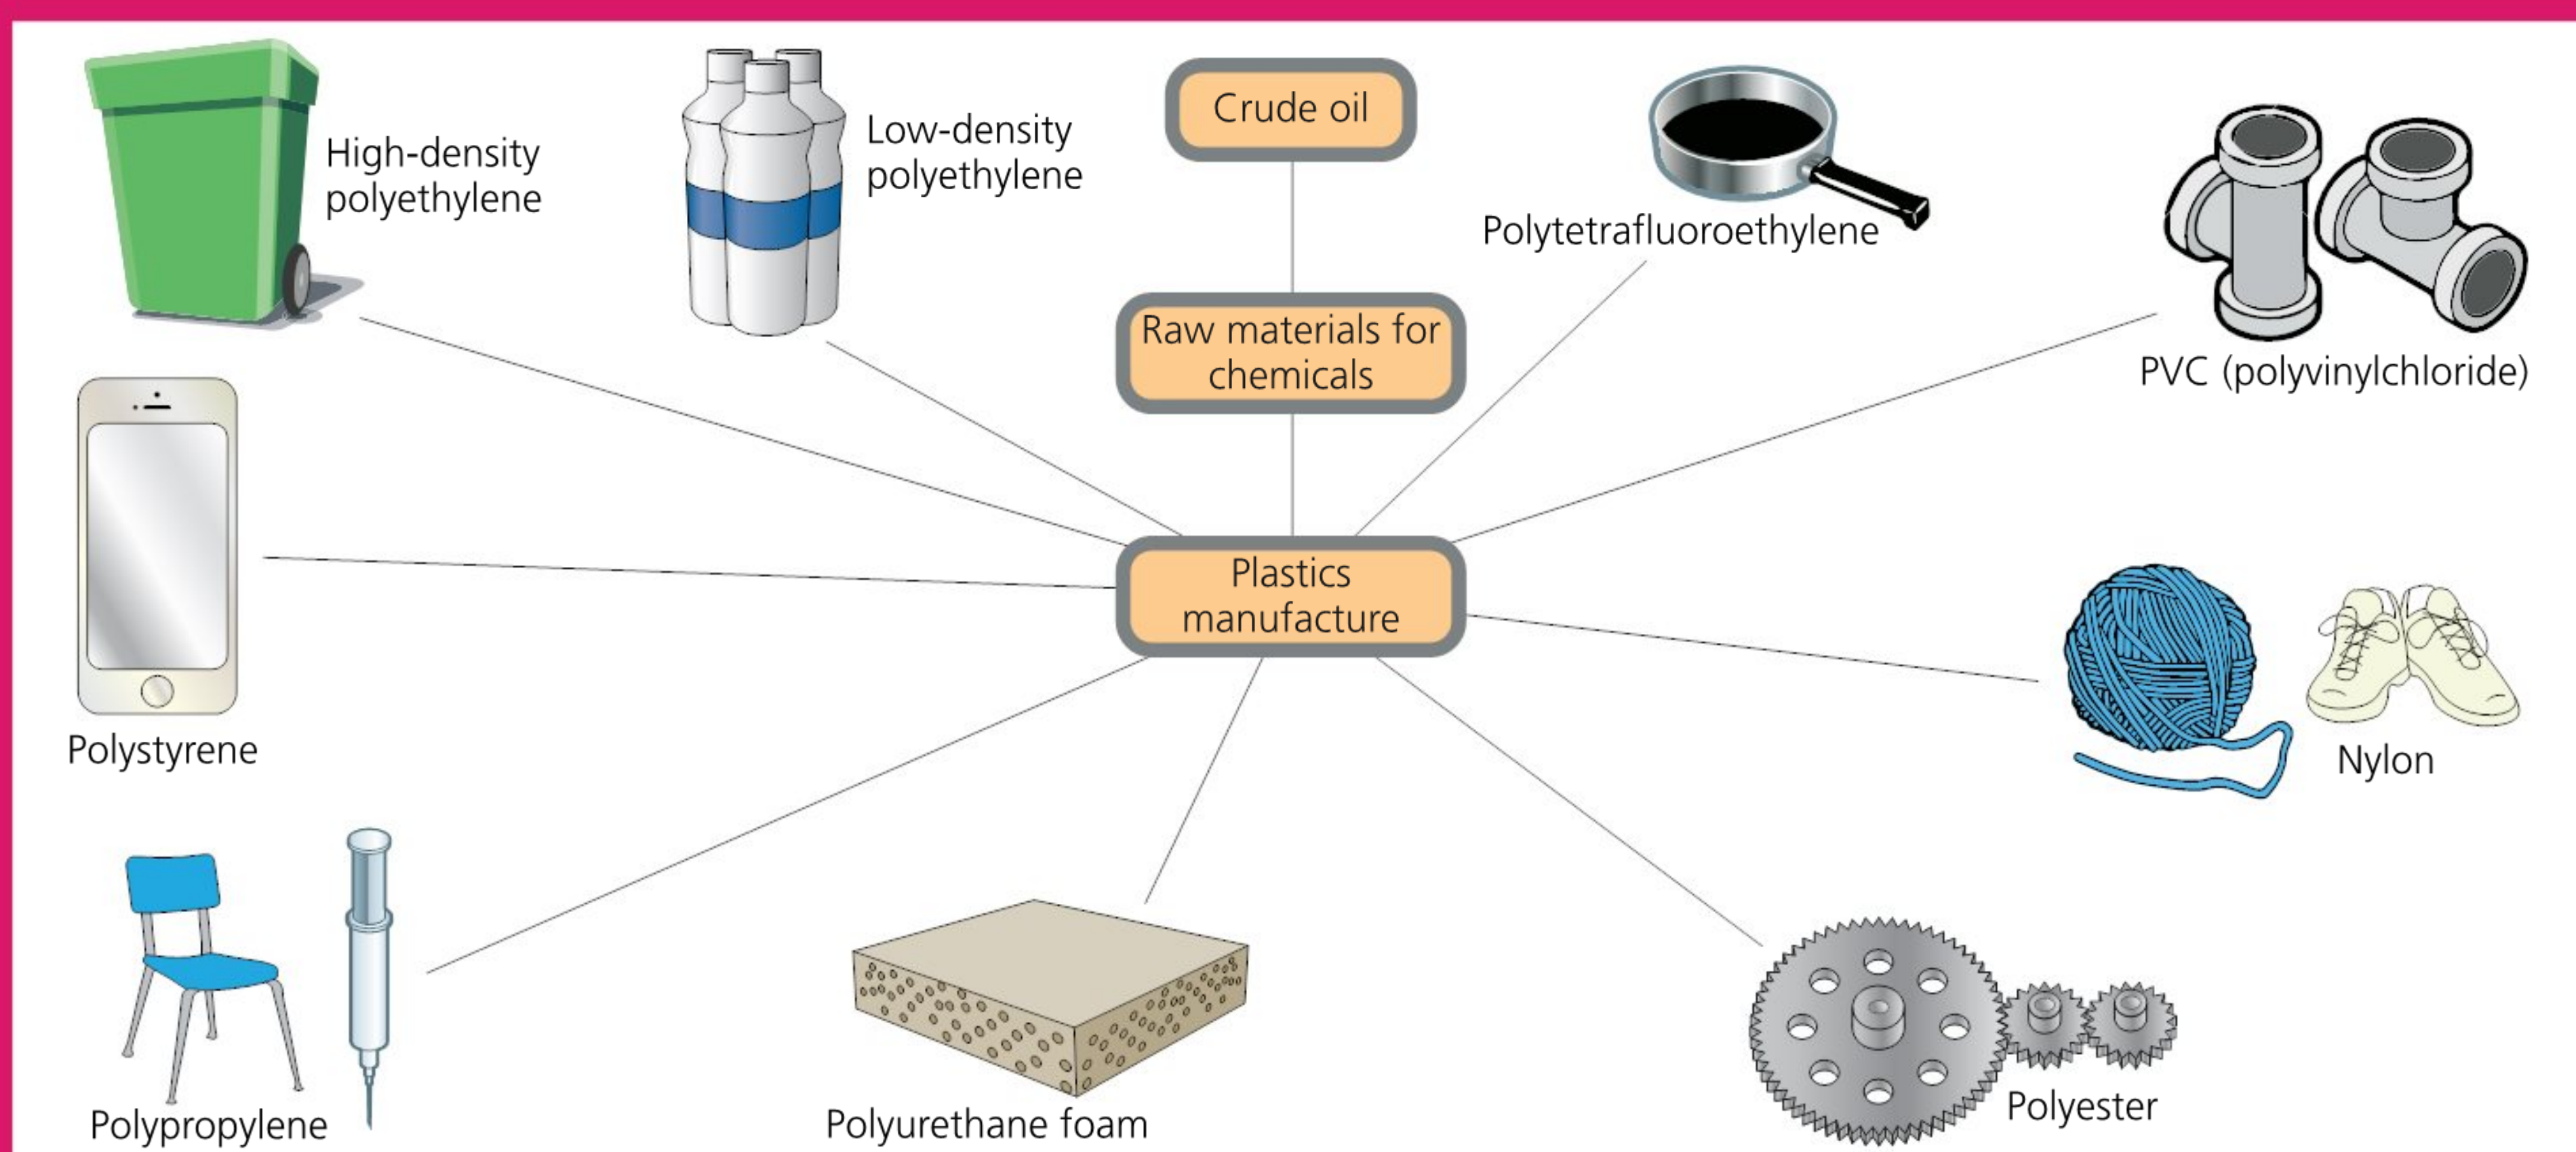 High-density
polyethylene
Low-density
polyethylene
Crude oil
Polytetrafluoroethylene
PVC (polyvinylchloride)
Raw materials for
chemicals
Plastics
manufacture
Polystyrene
Nylon
Polypropylene
Polyurethane foam
Polyester